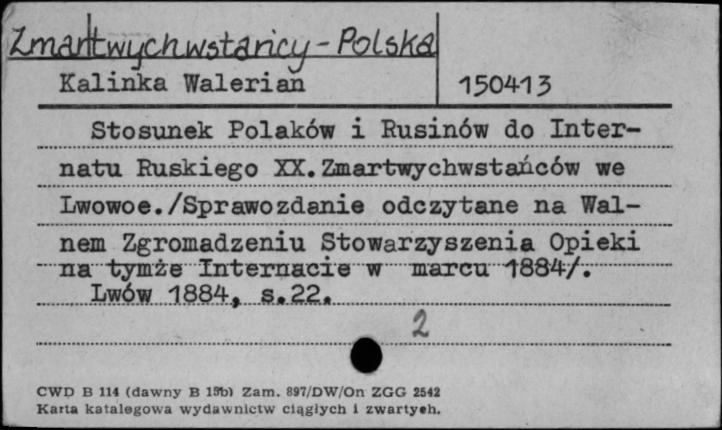 Zmartwychwstańcy - Polska
Kalinka Walerian 150413
Stosunek Polaków i Rusinów do Inter-
natu Ruskiego XX. Zmartwychwstańców we
Lwowoe./Sprawozdanie odczytane na Wal-
nem Zgromadzeniu Stowarzyszenia Opieki
na tymże Internacie w marcu 1884/.
Lwów 1884, s.22.
2
CWD B 114 (dawny B 15b) Zam. 897/DW/On ZGG 2542
Karta katalogowa wydawnictw ciągłych i zwartych.